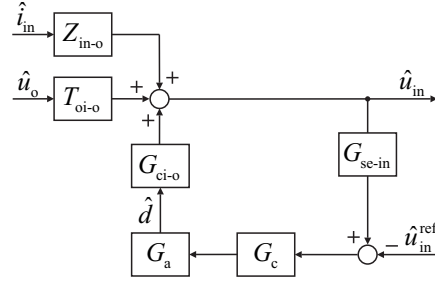 î_in
Z_in-o
û_o
T_oi-o
+
+
+
û_in
G_ci-o
G_se-in
d̂
+
−
û_in^ref
G_a
G_c